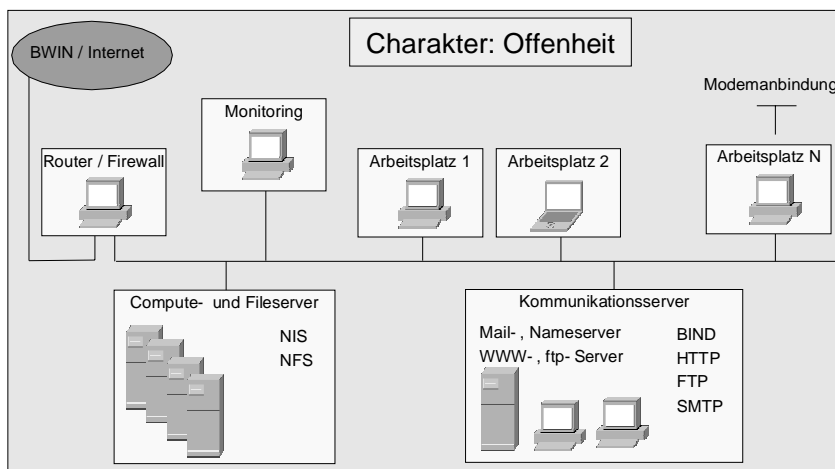 BWIN / Internet
Charakter: Offenheit
Modemanbindung
Monitoring
Router / Firewall
Arbeitsplatz 1
Arbeitsplatz 2
Arbeitsplatz N
Compute- und Fileserver
NIS
NFS
Kommunikationsserver
Mail- , Nameserver
WWW- , ftp- Server
BIND
HTTP
FTP
SMTP